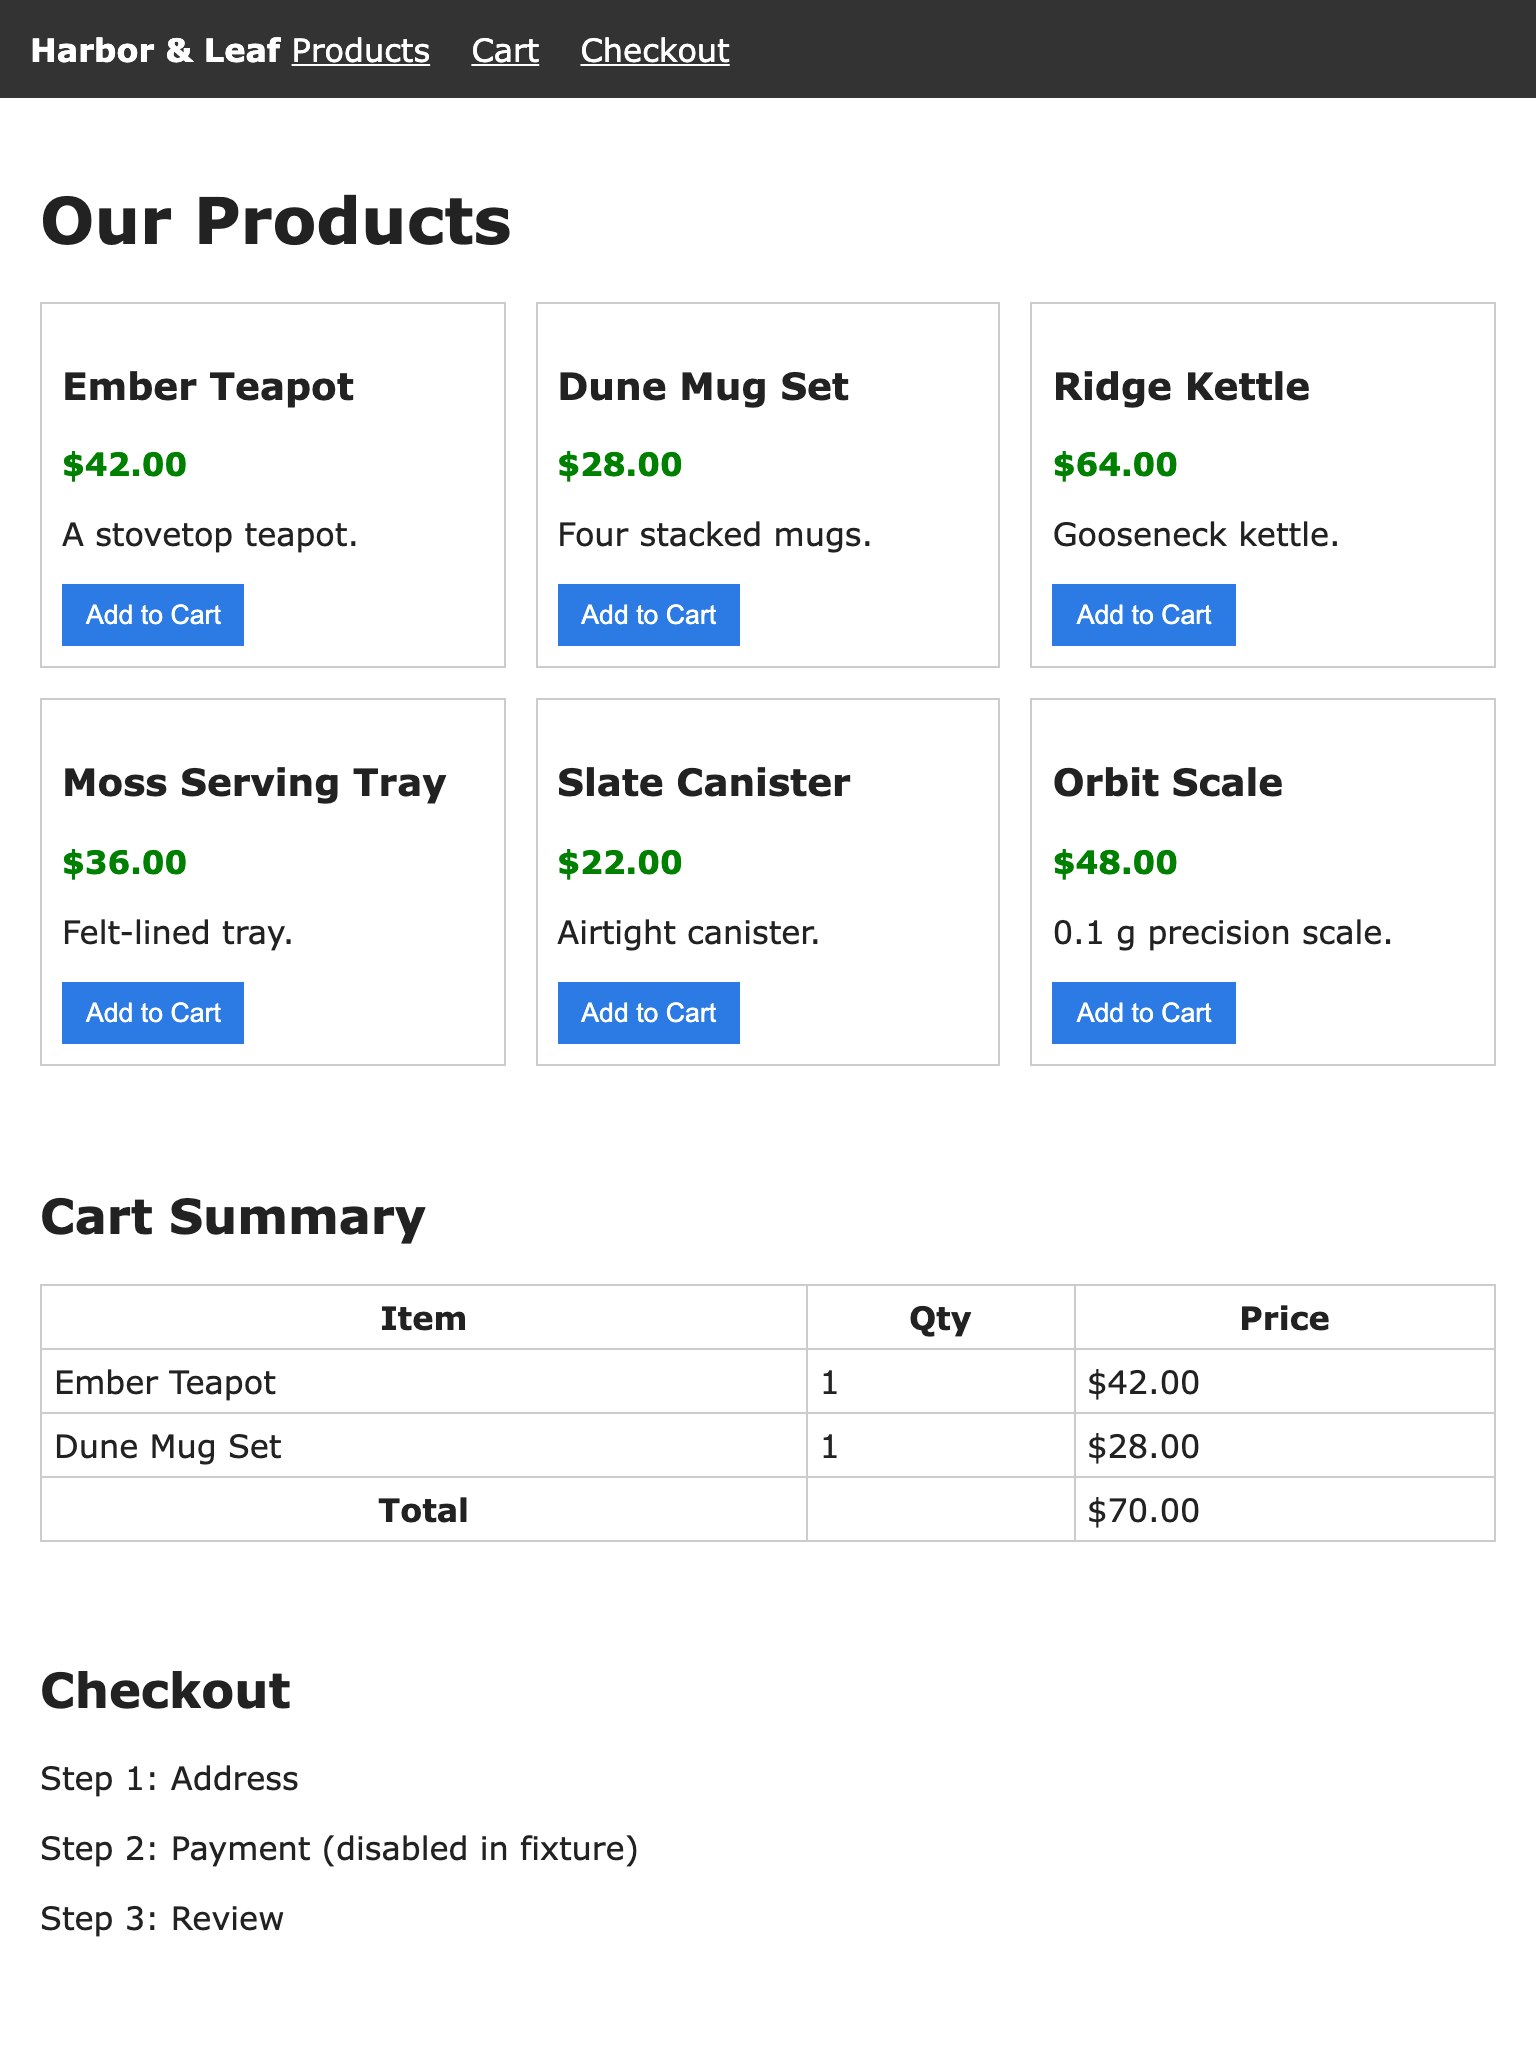 Harbor & Leaf Products Cart Checkout
Our Products
Ember Teapot
$42.00
A stovetop teapot.
Add to Cart
Dune Mug Set
$28.00
Four stacked mugs.
Add to Cart
Ridge Kettle
$64.00
Gooseneck kettle.
Add to Cart
Moss Serving Tray
$36.00
Felt-lined tray.
Add to Cart
Slate Canister
$22.00
Airtight canister.
Add to Cart
Orbit Scale
$48.00
0.1 g precision scale.
Add to Cart
Cart Summary
Item Qty Price
Ember Teapot 1 $42.00
Dune Mug Set 1 $28.00
Total $70.00
Checkout
Step 1: Address
Step 2: Payment (disabled in fixture)
Step 3: Review